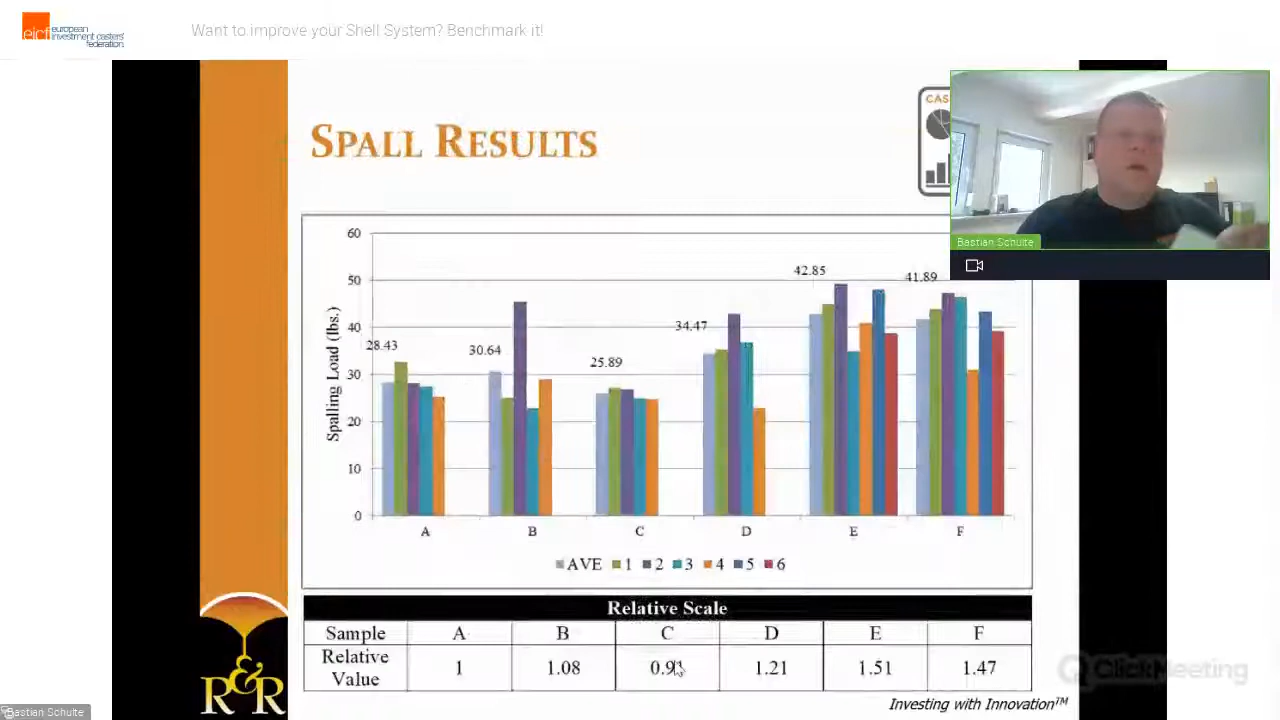 eicf european
investment casters'
federation
Want to improve your Shell System? Benchmark it!
SPALL RESULTS
CAS
Bastian Schulte
Spalling Load (lbs.)
60
50
40
30
20
10
0
28.43
30.64
25.89
34.47
42.85
41.89
A B C D E F
AVE 1 2 3 4 5 6
Relative Scale
Sample A B C D E F
Relative Value 1 1.08 1.21 1.51 1.47
R&R
Investing with Innovation™
ClickMeeting
Bastian Schulte